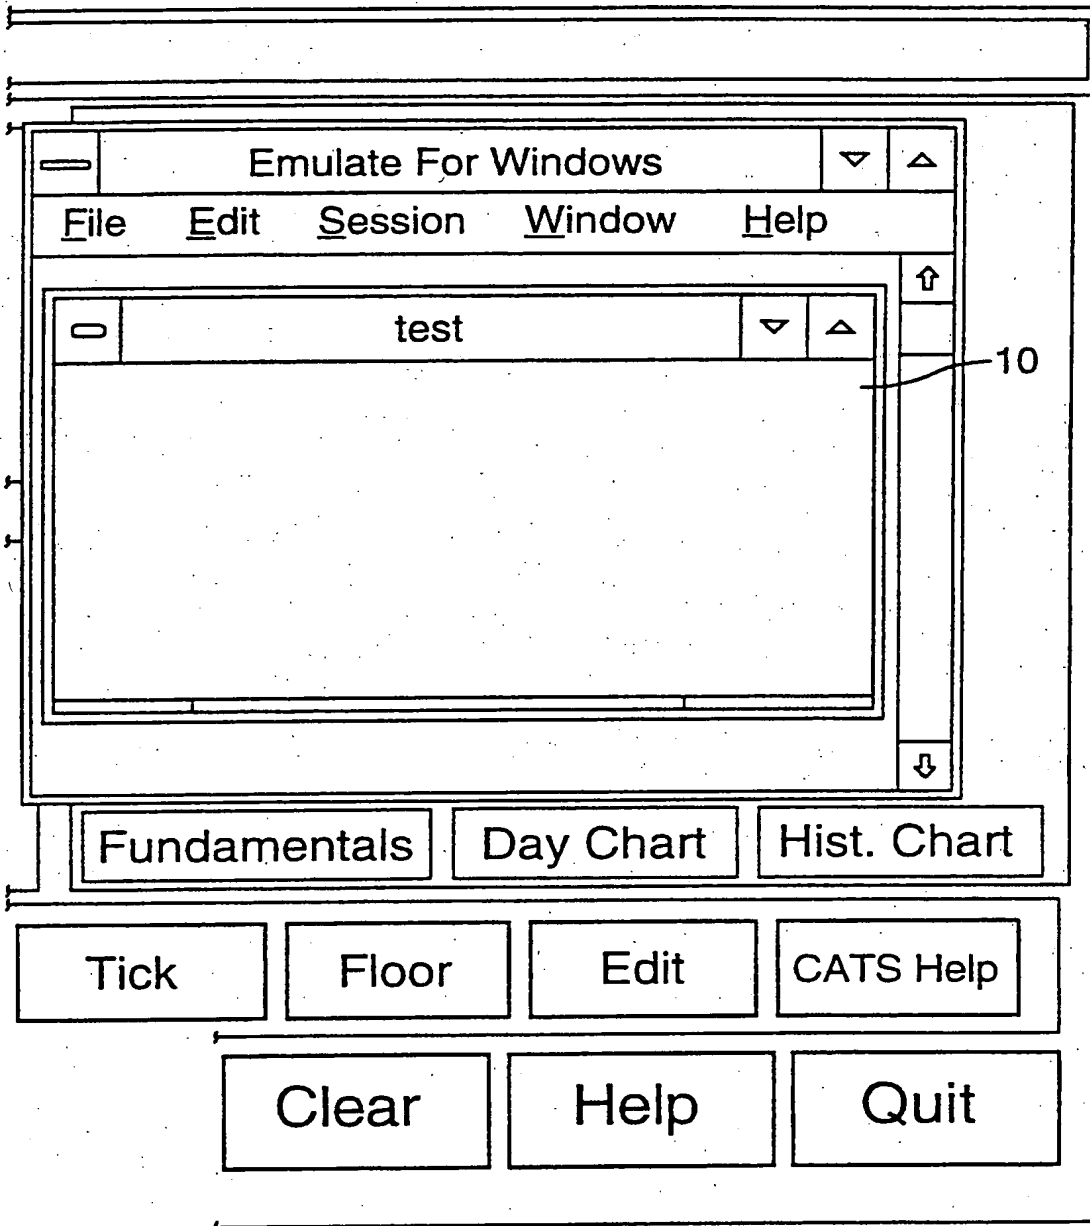 Emulate For Windows
File Edit Session Window Help
test
10
Fundamentals Day Chart Hist. Chart
Tick Floor Edit CATS Help
Clear Help Quit